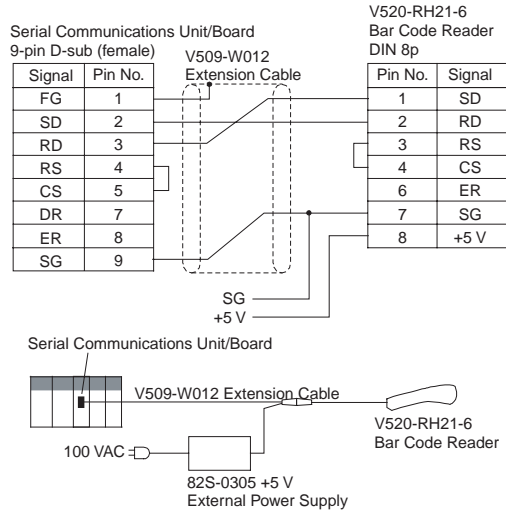 Serial Communications Unit/Board
9-pin D-sub (female)
V509-W012
Extension Cable
V520-RH21-6
Bar Code Reader
DIN 8p
Signal Pin No.
FG 1
SD 2
RD 3
RS 4
CS 5
DR 7
ER 8
SG 9
Pin No. Signal
1 SD
2 RD
3 RS
4 CS
6 ER
7 SG
8 +5 V
SG
+5 V
Serial Communications Unit/Board
V509-W012 Extension Cable
V520-RH21-6
Bar Code Reader
100 VAC
82S-0305 +5 V
External Power Supply